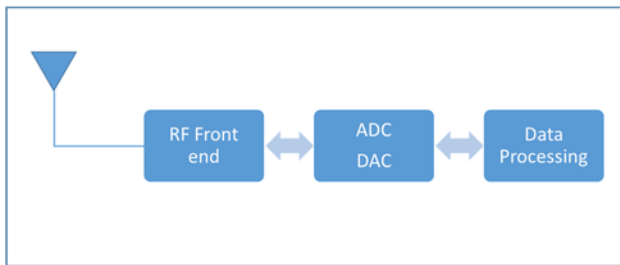 RF Front
end
ADC
DAC
Data
Processing